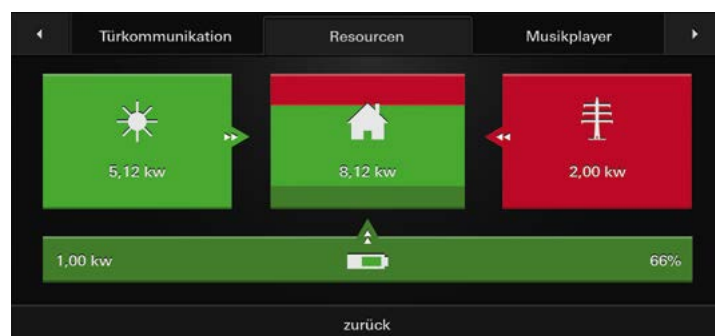 Türkommunikation Resourcen Musikplayer
5,12 kw 8,12 kw 2,00 kw
1,00 kw 66%
zurück